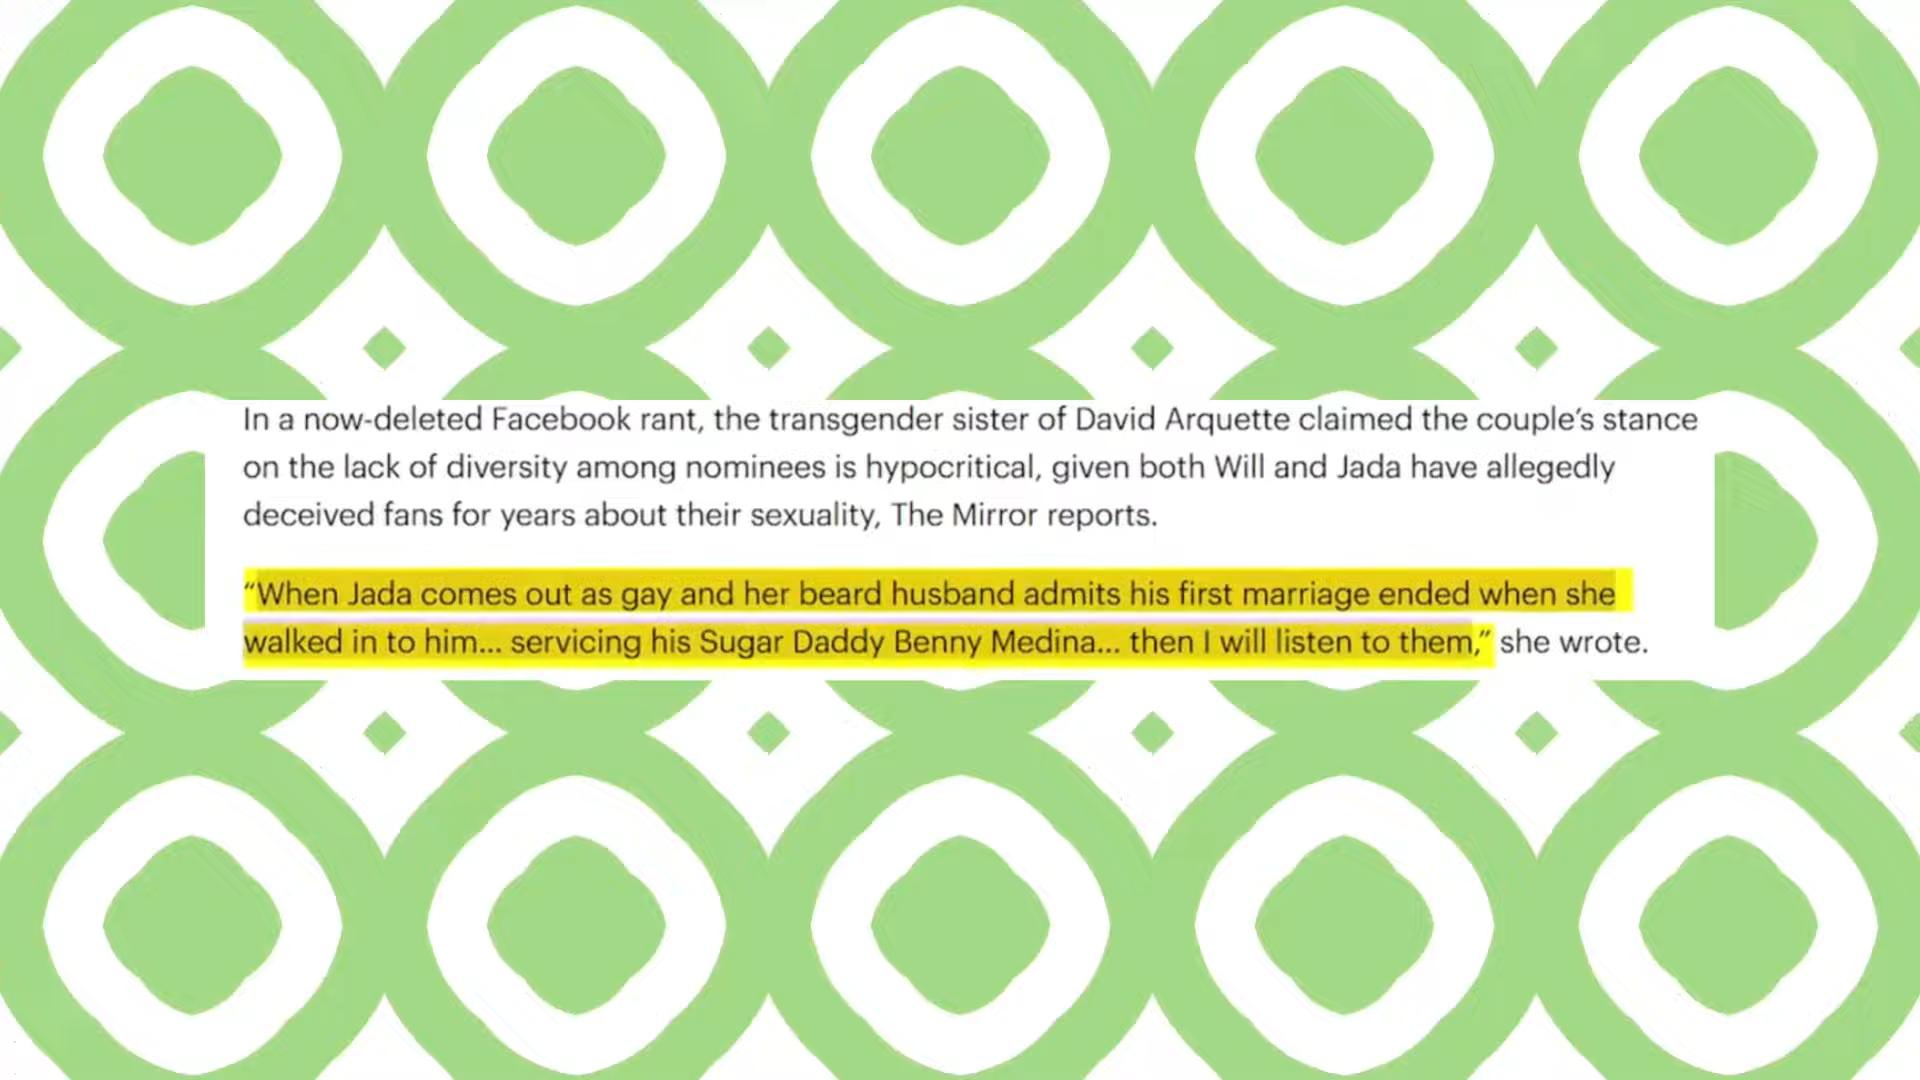 In a now-deleted Facebook rant, the transgender sister of David Arquette claimed the couple’s stance
on the lack of diversity among nominees is hypocritical, given both Will and Jada have allegedly
deceived fans for years about their sexuality, The Mirror reports.
“When Jada comes out as gay and her beard husband admits his first marriage ended when she
walked in to him... servicing his Sugar Daddy Benny Medina... then I will listen to them,” she wrote.